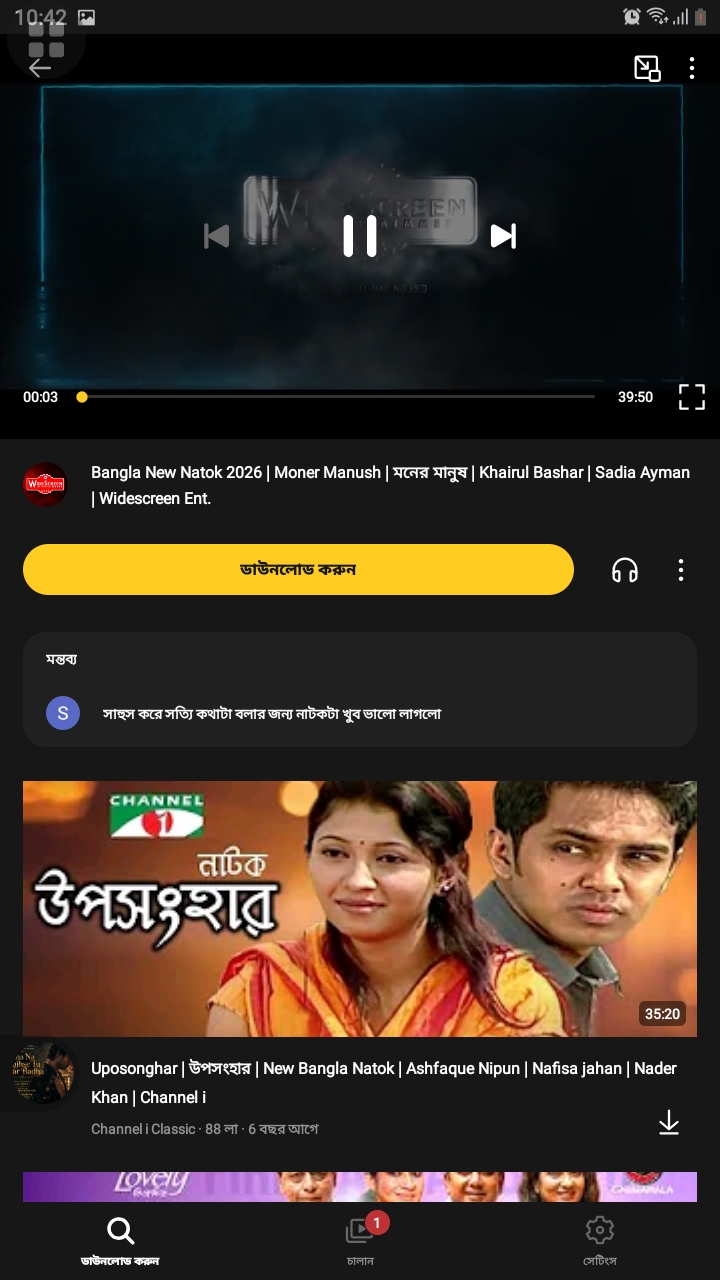 10:42
WIDESCREEN
00:03
39:50
Bangla New Natok 2026 | Moner Manush | মনের মানুষ | Khairul Bashar | Sadia Ayman
| Widescreen Ent.
ডাউনলোড করুন
মন্তব্য
S
সাহস করে সত্যি কথাটা বলার জন্য নাটকটা খুব ভালো লাগলো
CHANNEL
নাটক
উপসংহার
35:20
Uposonghar | উপসংহার | New Bangla Natok | Ashfaque Nipun | Nafisa jahan | Nader
Khan | Channel i
Channel i Classic · 88 লা · 6 বছর আগে
Lovely
1
ডাউনলোড করুন
চালান
সেটিংস